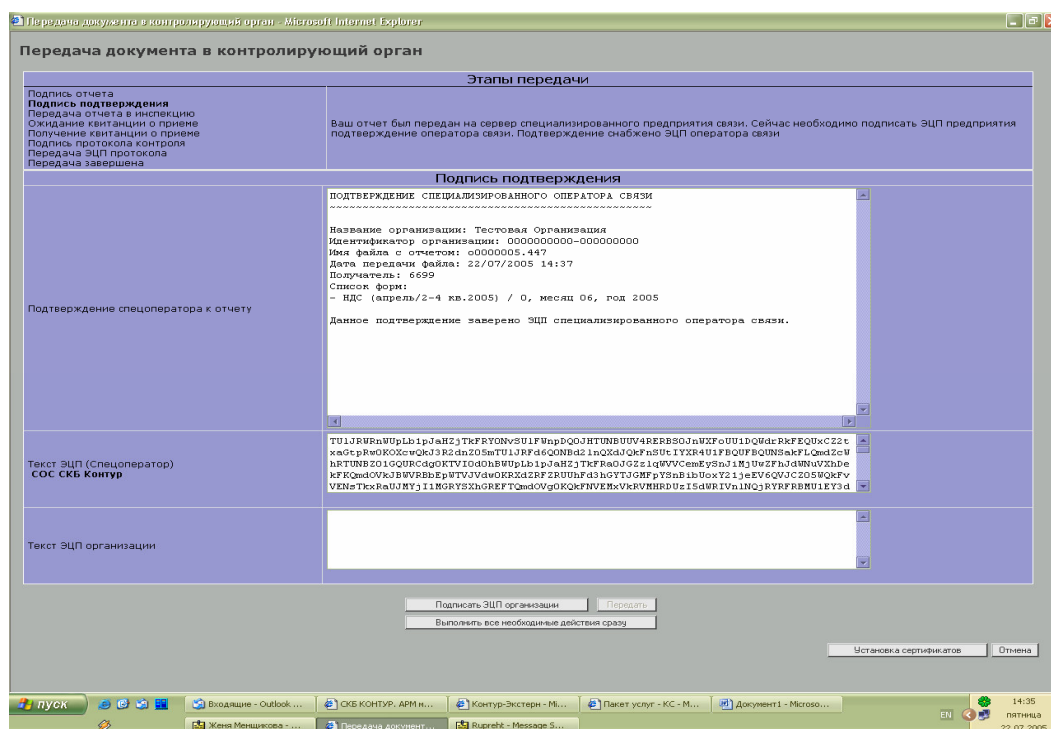 Передача документа в контролирующий орган - Microsoft Internet Explorer
Передача документа в контролирующий орган
Этапы передачи
Подпись отчета
Подпись подтверждения
Передача отчета в инспекцию
Ожидание квитанции о приеме
Получение квитанции о приеме
Подпись протокола контроля
Передача ЭЦП протокола
Передача завершена
Ваш отчет был передан на сервер специализированного предприятия связи. Сейчас необходимо подписать ЭЦП предприятия
подтверждение оператора связи. Подтверждение снабжено ЭЦП оператора связи
Подпись подтверждения
Подтверждение спецоператора к отчету
ПОДТВЕРЖДЕНИЕ СПЕЦИАЛИЗИРОВАННОГО ОПЕРАТОРА СВЯЗИ
~~~~~~~~~~~~~~~~~~~~~~~~~~~~~~~~~~~~~~~~~~~~~~~~~
Название организации: Тестовая Организация
Идентификатор организации: 0000000000-000000000
Имя файла с отчетом: o0000005.447
Дата передачи файла: 22/07/2005 14:37
Получатель: 6699
Список форм:
- НДС (апрель/2-4 кв.2005) / 0, месяц 06, год 2005
Данное подтверждение заверено ЭЦП специализированного оператора связи.
Текст ЭЦП (Спецоператор)
СОС СКБ Контур
Текст ЭЦП организации
Подписать ЭЦП организации
Передать
Выполнить все необходимые действия сразу
Установка сертификатов
Отмена
пуск
Входящие - Outlook ...
СКБ КОНТУР. АРМ н...
Контур-Экстерн - Mi...
Пакет услуг - КС - M...
Документ1 - Microso...
Женя Менщикова - ...
Передача документ...
Rupreht - Message S...
EN
14:35
пятница
22.07.2005